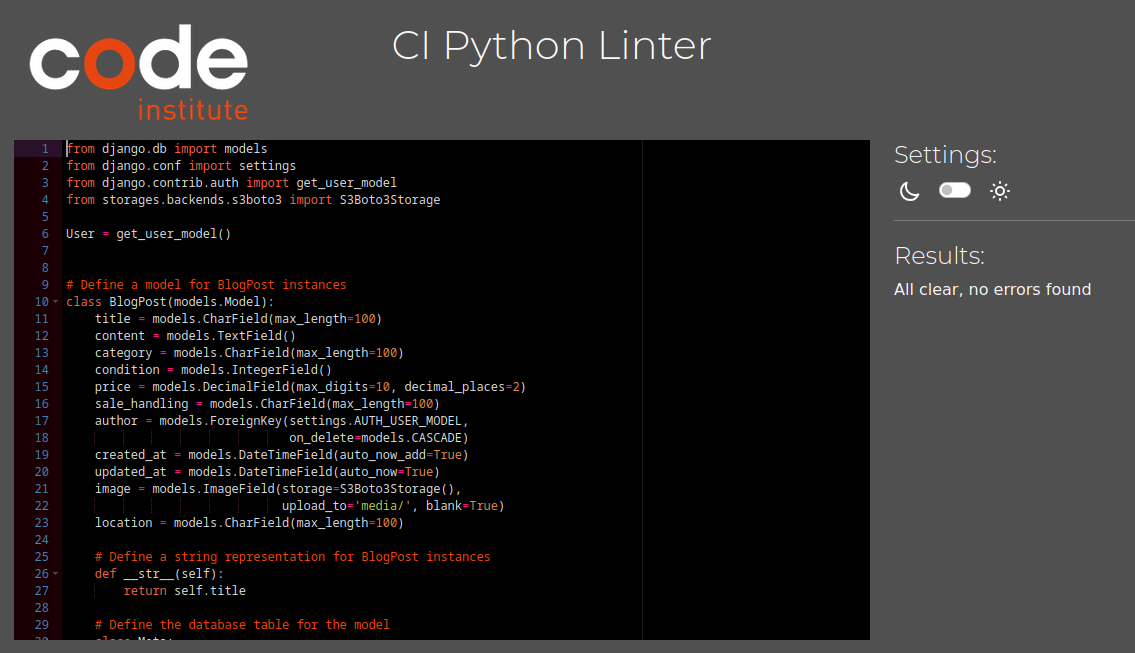 code
institute
CI Python Linter
1 from django.db import models
2 from django.conf import settings
3 from django.contrib.auth import get_user_model
4 from storages.backends.s3boto3 import S3Boto3Storage
5
6 User = get_user_model()
7
8
9 # Define a model for BlogPost instances
10 class BlogPost(models.Model):
11     title = models.CharField(max_length=100)
12     content = models.TextField()
13     category = models.CharField(max_length=100)
14     condition = models.IntegerField()
15     price = models.DecimalField(max_digits=10, decimal_places=2)
16     sale_handling = models.CharField(max_length=100)
17     author = models.ForeignKey(settings.AUTH_USER_MODEL,
18                                on_delete=models.CASCADE)
19     created_at = models.DateTimeField(auto_now_add=True)
20     updated_at = models.DateTimeField(auto_now=True)
21     image = models.ImageField(storage=S3Boto3Storage(),
22                               upload_to='media/', blank=True)
23     location = models.CharField(max_length=100)
24
25     # Define a string representation for BlogPost instances
26     def __str__(self):
27         return self.title
28
29     # Define the database table for the model
30     class Meta:
Settings:
Results:
All clear, no errors found